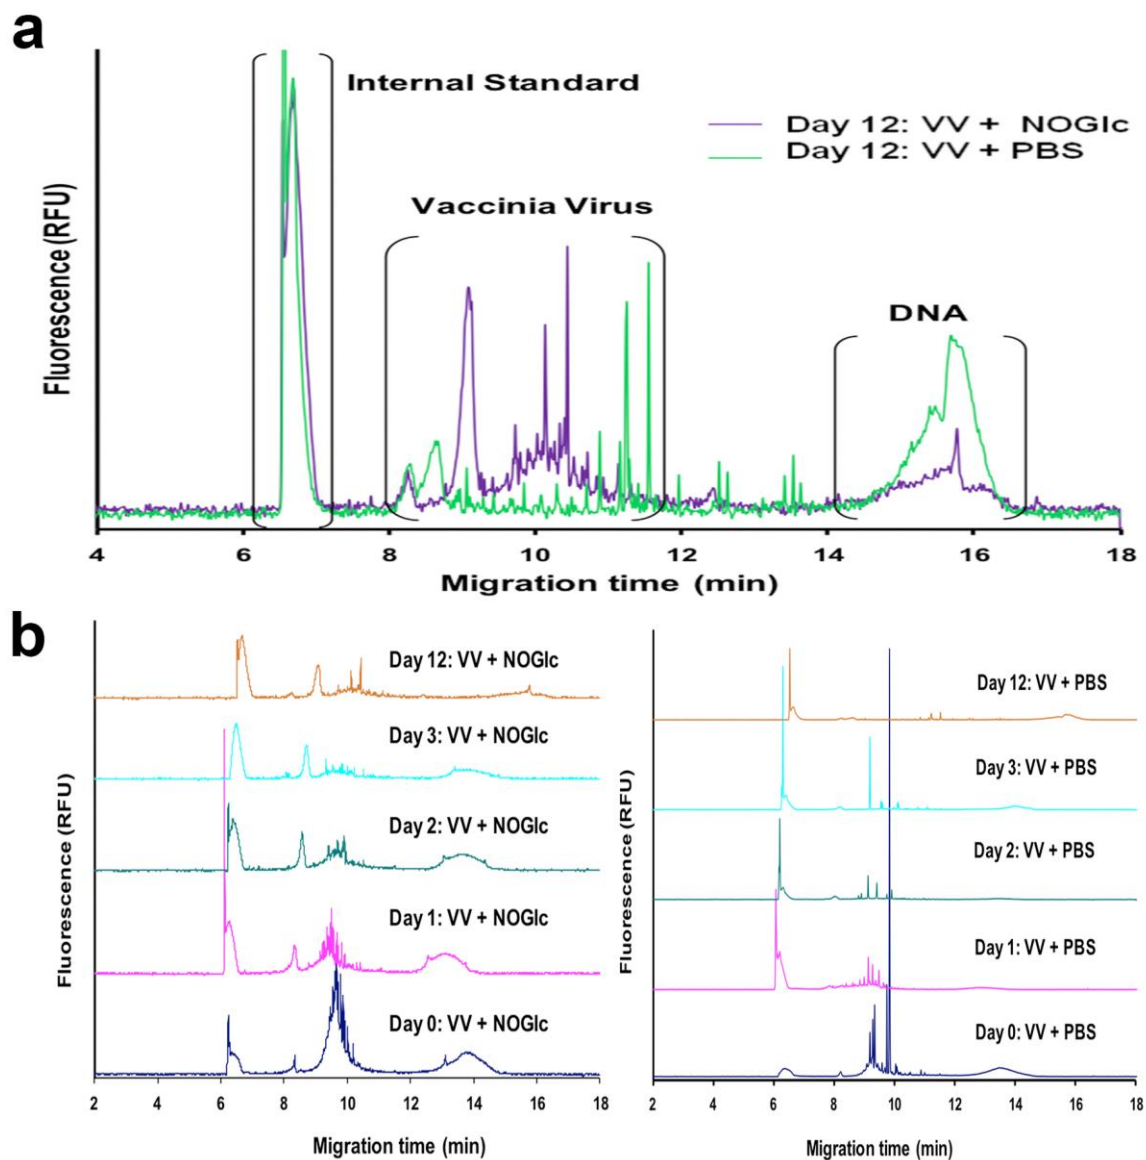 a
Internal Standard
Day 12: VV + NOGlc
Day 12: VV + PBS
Vaccinia Virus
DNA
Fluorescence (RFU)
4 6 8 10 12 14 16 18
Migration time (min)
b
Day 12: VV + NOGlc
Day 3: VV + NOGlc
Day 2: VV + NOGlc
Day 1: VV + NOGlc
Day 0: VV + NOGlc
Fluorescence (RFU)
2 4 6 8 10 12 14 16 18
Migration time (min)
Day 12: VV + PBS
Day 3: VV + PBS
Day 2: VV + PBS
Day 1: VV + PBS
Day 0: VV + PBS
Fluorescence (RFU)
2 4 6 8 10 12 14 16 18
Migration time (min)